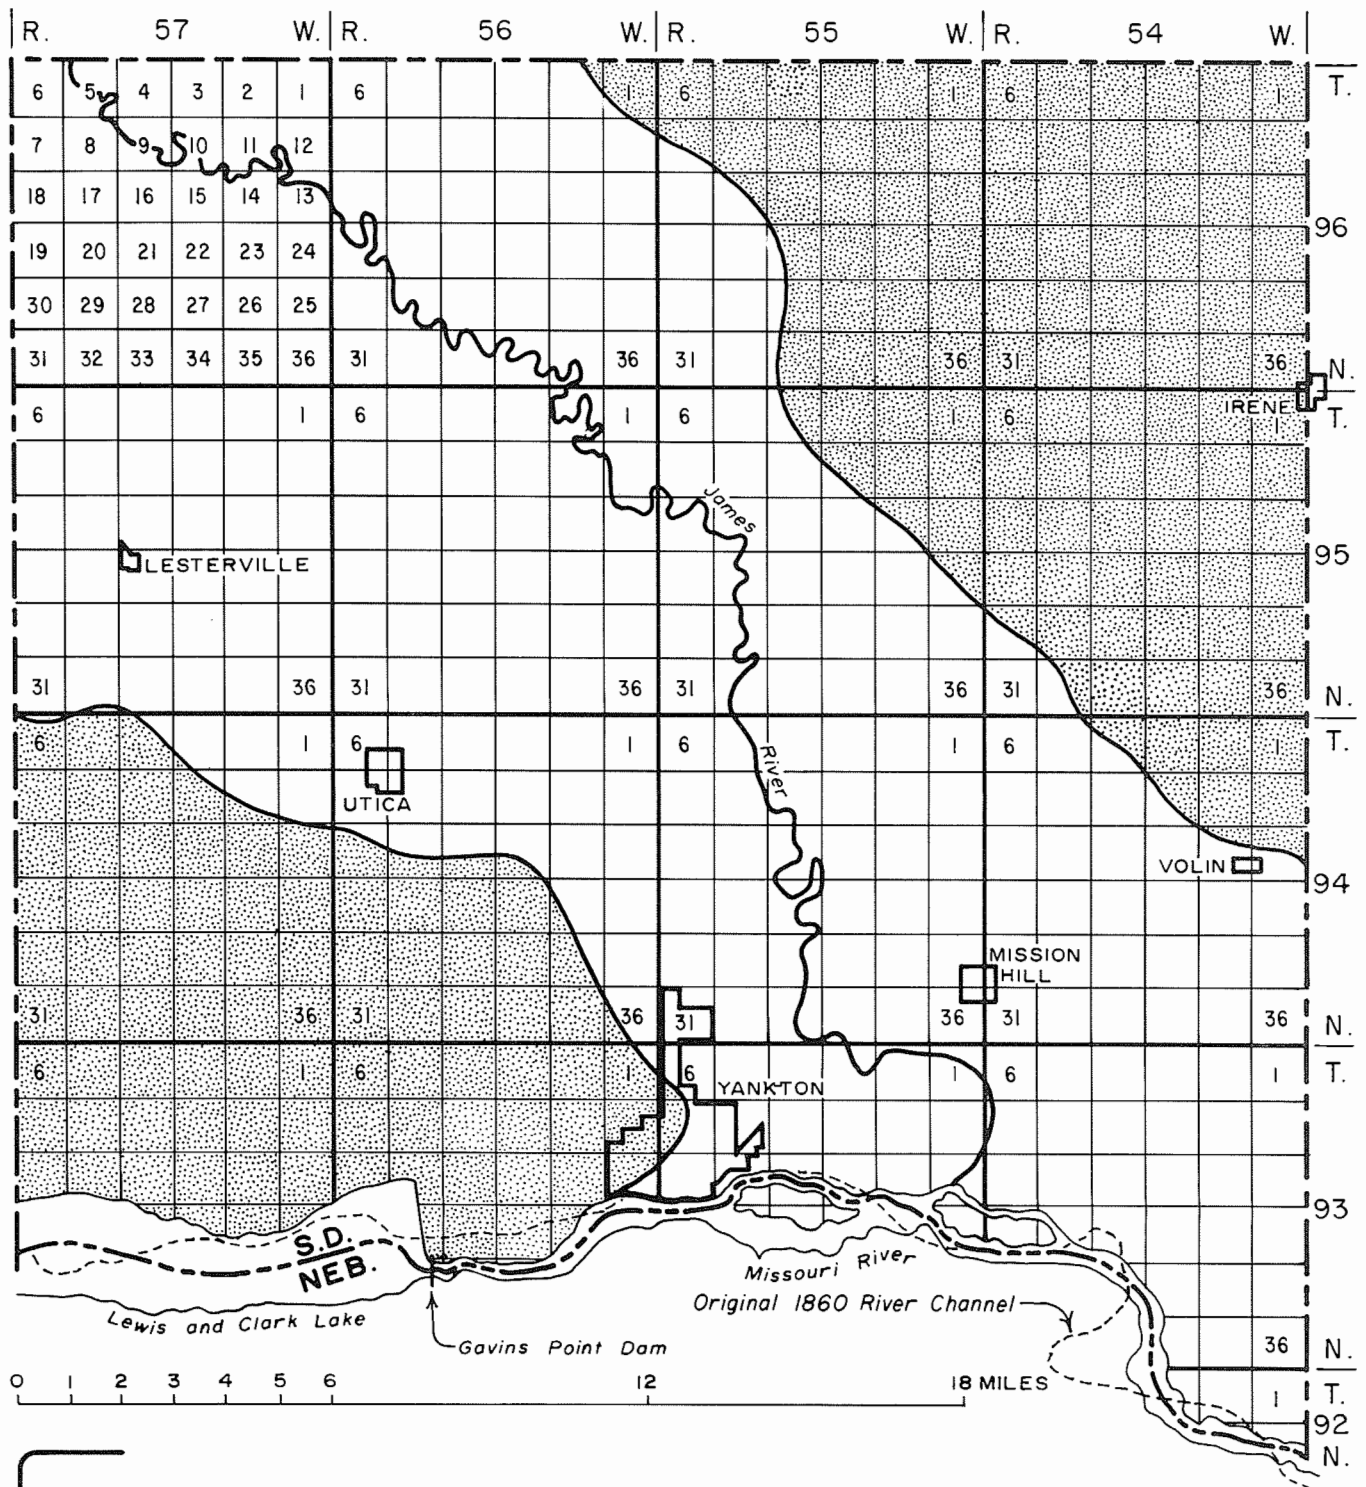 R. 57 W. R. 56 W. R. 55 W. R. 54 W.
6 5 4 3 2 1 6 1 6 1 6 1 T.
7 8 9 10 11 12
18 17 16 15 14 13
96
19 20 21 22 23 24
30 29 28 27 26 25
31 32 33 34 35 36 31 36 31 36 31 36 N.
IRENE
6 1 6 1 6 1 6 1 T.
James
95
LESTERVILLE
31 36 31 36 31 36 31 36 N.
6 1 6 1 6 1 6 1 T.
River
UTICA
VOLIN
94
MISSION
HILL
31 36 31 36 31 36 31 36 N.
6 1 6 1 6 1 6 1 T.
YANKTON
93
S.D.
NEB.
Missouri River
Original 1860 River Channel
Lewis and Clark Lake
Gavins Point Dam
36 N.
0 1 2 3 4 5 6 12 18 MILES
1 T.
92
N.